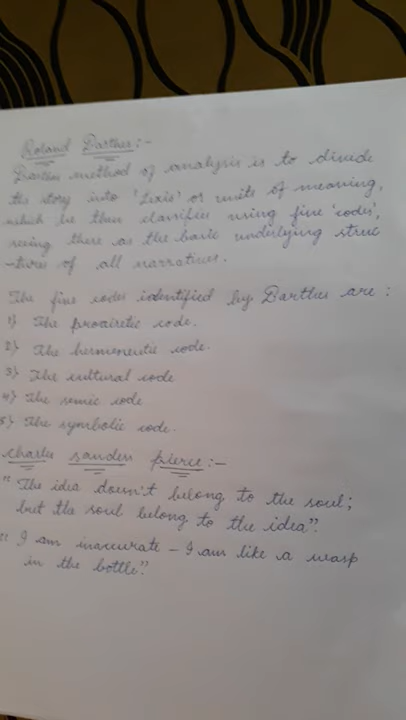 Roland Barthes :-
Barthes method of analysis is to divide
the story into 'Lexis' or units of meaning,
which he then classifies using five 'codes',
seeing these as the basic underlying struc
-tures of all narratives.
The five codes identified by Barthes are :
1) The proairetic code.
2) The hermeneutic code.
3) The cultural code
4) The semic code
5) The symbolic code.
Charles sanders pierce :-
"The idea doesn't belong to the soul;
but the soul belong to the idea".
"I am inaccurate - I am like a wasp
in the bottle."